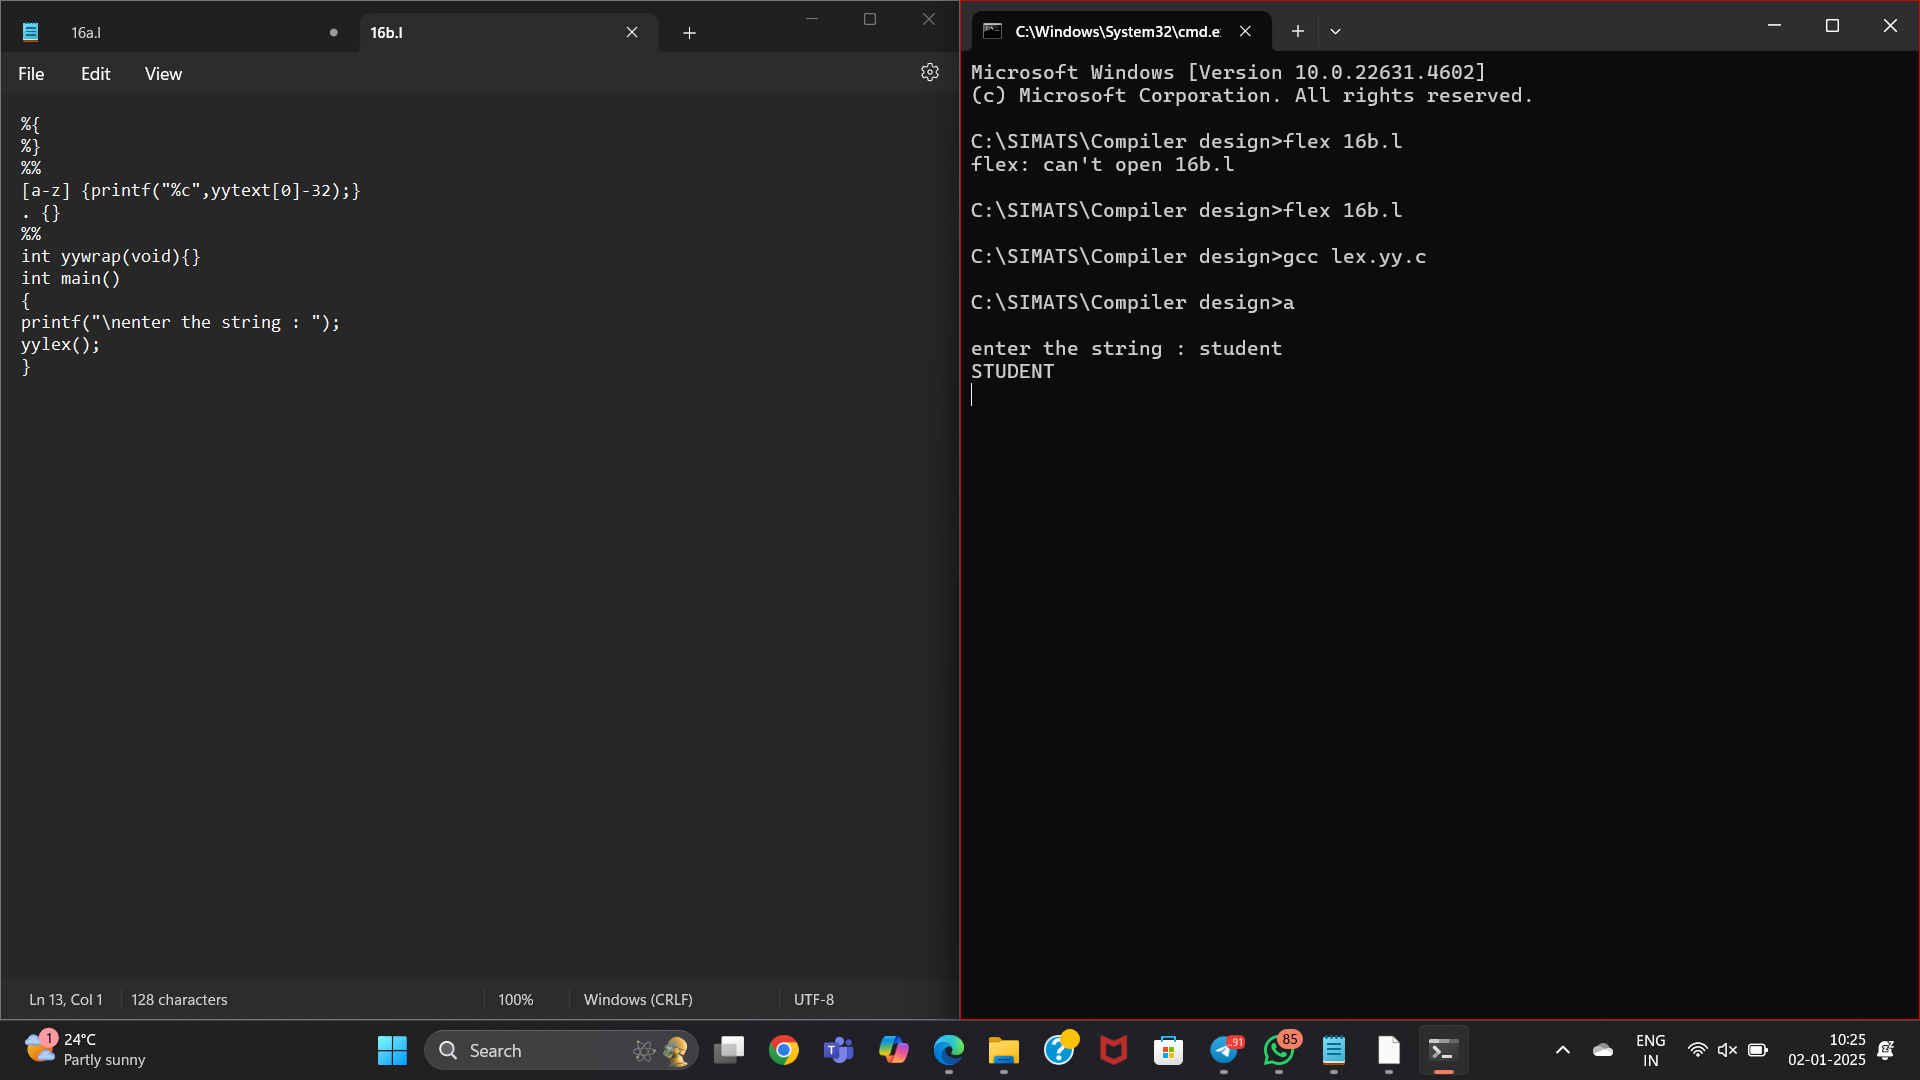 16a.l
16b.l
File Edit View
%{
%}
%%
[a-z] {printf("%c",yytext[0]-32);}
. {}
%%
int yywrap(void){}
int main()
{
printf("\nenter the string : ");
yylex();
}
Ln 13, Col 1 128 characters 100% Windows (CRLF) UTF-8
C:\Windows\System32\cmd.e
Microsoft Windows [Version 10.0.22631.4602]
(c) Microsoft Corporation. All rights reserved.
C:\SIMATS\Compiler design>flex 16b.l
flex: can't open 16b.l
C:\SIMATS\Compiler design>flex 16b.l
C:\SIMATS\Compiler design>gcc lex.yy.c
C:\SIMATS\Compiler design>a
enter the string : student
STUDENT
1
24°C
Partly sunny
Search
T
91
85
ENG
IN
10:25
02-01-2025